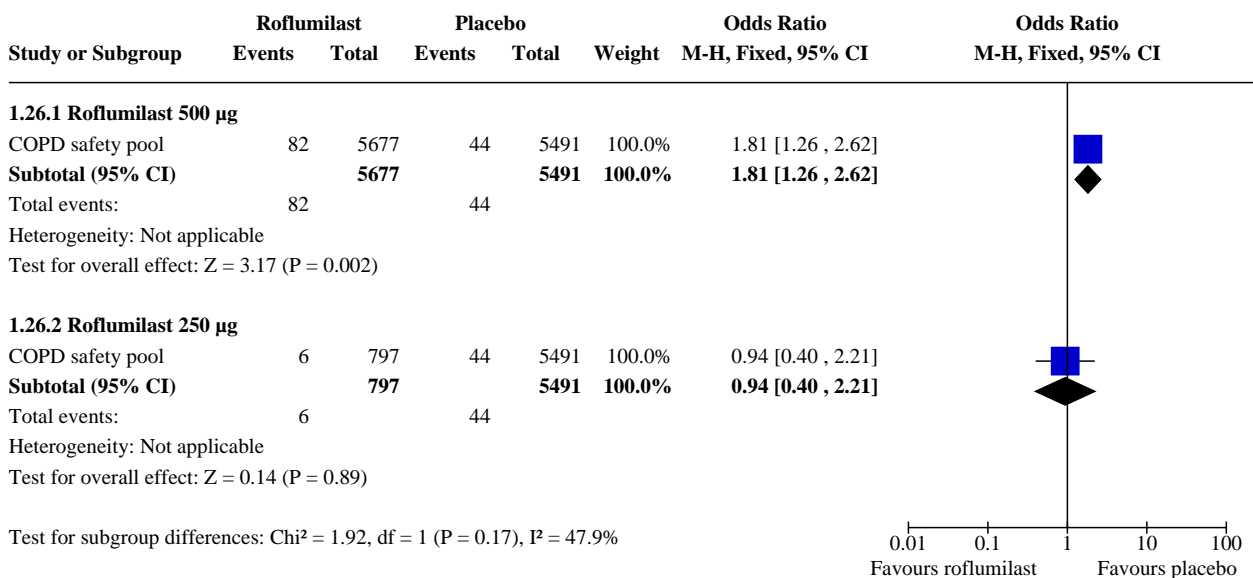 Roflumilast Placebo Odds Ratio Odds Ratio
Study or Subgroup Events Total Events Total Weight M-H, Fixed, 95% CI M-H, Fixed, 95% CI
1.26.1 Roflumilast 500 µg
COPD safety pool 82 5677 44 5491 100.0% 1.81 [1.26 , 2.62]
Subtotal (95% CI) 5677 5491 100.0% 1.81 [1.26 , 2.62]
Total events: 82 44
Heterogeneity: Not applicable
Test for overall effect: Z = 3.17 (P = 0.002)
1.26.2 Roflumilast 250 µg
COPD safety pool 6 797 44 5491 100.0% 0.94 [0.40 , 2.21]
Subtotal (95% CI) 797 5491 100.0% 0.94 [0.40 , 2.21]
Total events: 6 44
Heterogeneity: Not applicable
Test for overall effect: Z = 0.14 (P = 0.89)
Test for subgroup differences: Chi² = 1.92, df = 1 (P = 0.17), I² = 47.9%
0.01 0.1 1 10 100
Favours roflumilast Favours placebo